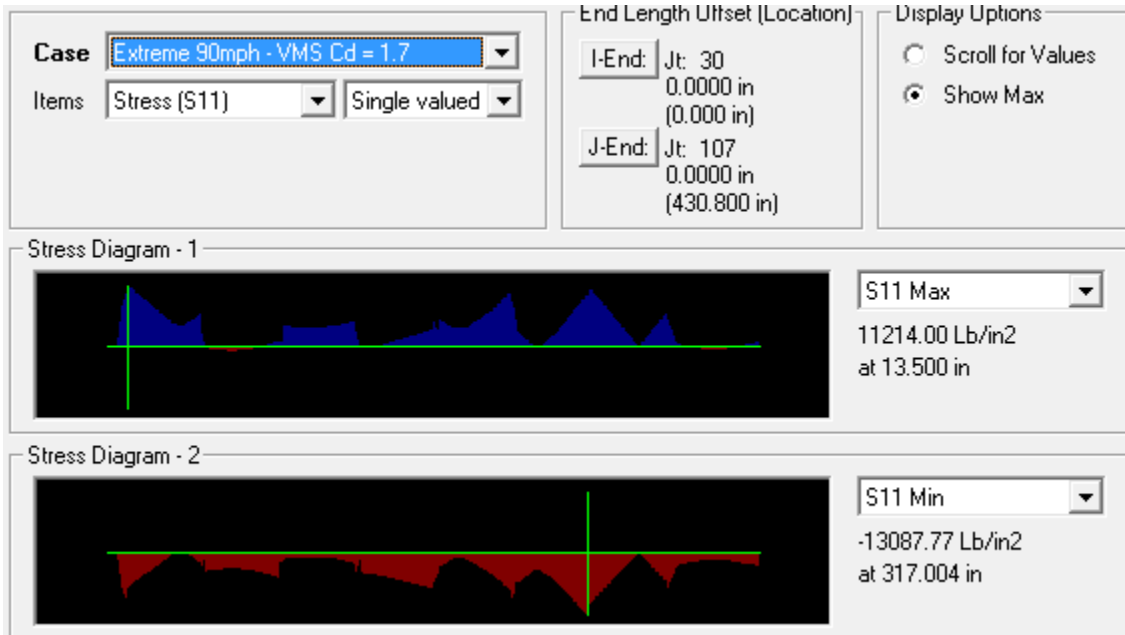 End Length Offset (Location)
Display Options
Case
Extreme 90mph - VMS Cd = 1.7
Items
Stress (S11)
Single valued
I-End:
Jt: 30
0.0000 in
(0.000 in)
J-End:
Jt: 107
0.0000 in
(430.800 in)
Scroll for Values
Show Max
Stress Diagram - 1
S11 Max
11214.00 Lb/in2
at 13.500 in
Stress Diagram - 2
S11 Min
-13087.77 Lb/in2
at 317.004 in